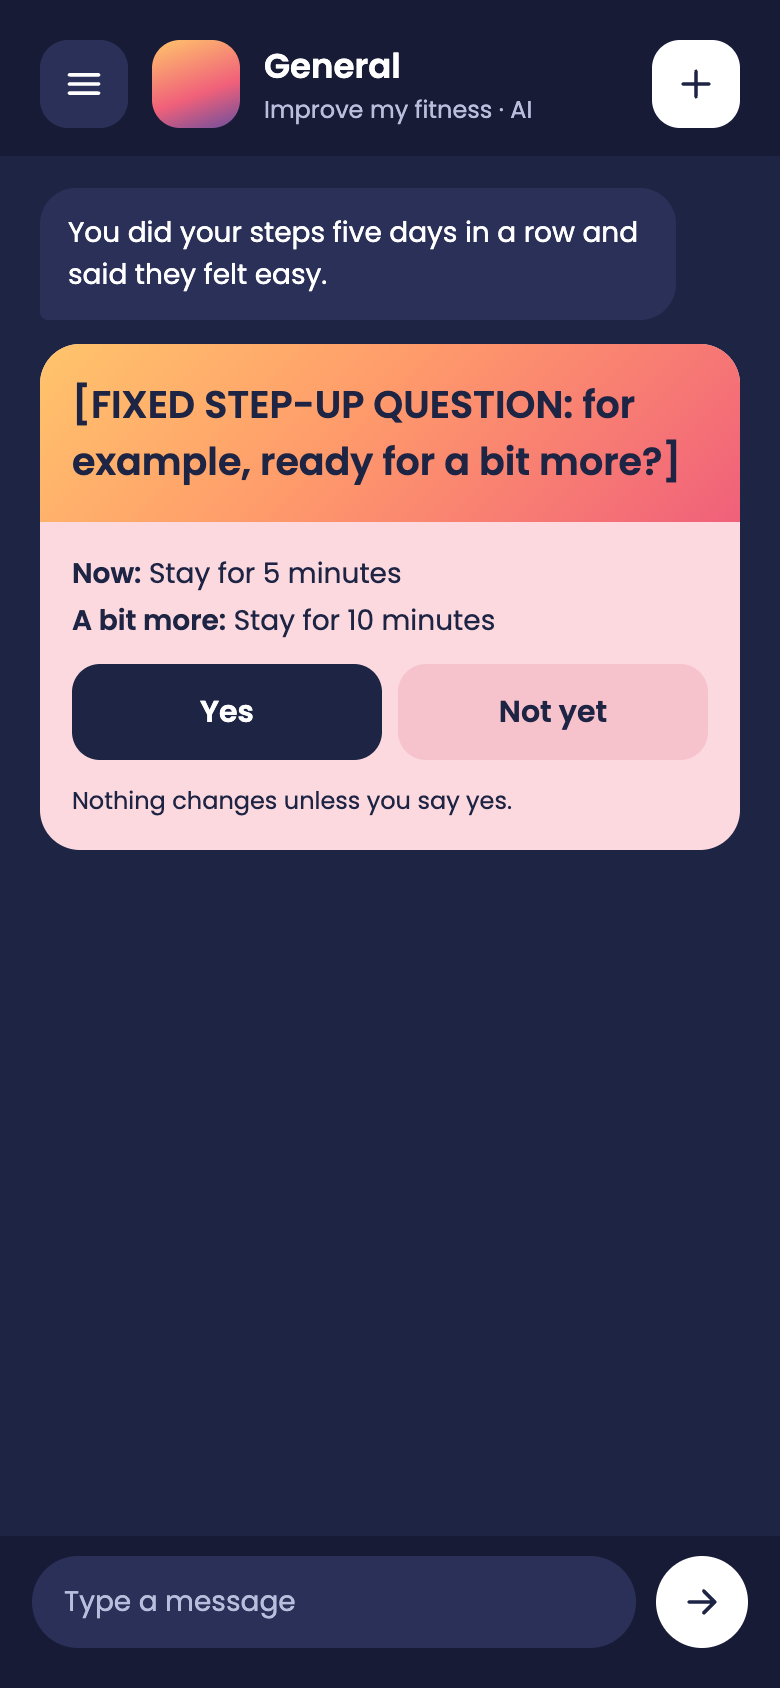 General
Improve my fitness · AI
You did your steps five days in a row and
said they felt easy.
[FIXED STEP-UP QUESTION: for
example, ready for a bit more?]
Now: Stay for 5 minutes
A bit more: Stay for 10 minutes
Yes
Not yet
Nothing changes unless you say yes.
Type a message